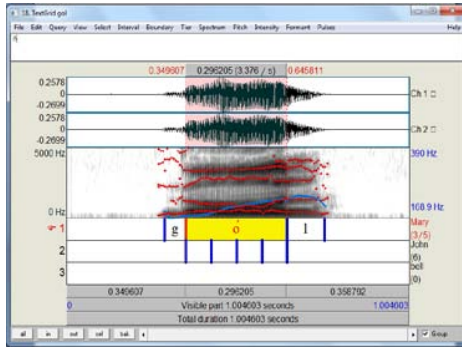 18. TextGrid gol
File Edit Query View Select Interval Boundary Tier Spectrum Pitch Intensity Formant Pulses Help
0.349607 0.296205 (3.376 / s) 0.645811
0.2578
0 Ch 1
-0.2699
0.2578
0 Ch 2
-0.2699
5000 Hz 390 Hz
0 Hz 168.9 Hz
1 g ó l Mary
(3/5)
2 John
(6)
3 bell
(0)
0.349607 0.296205 0.358792
0 Visible part 1.004603 seconds 1.004603
Total duration 1.004603 seconds
all in out sel bak Group